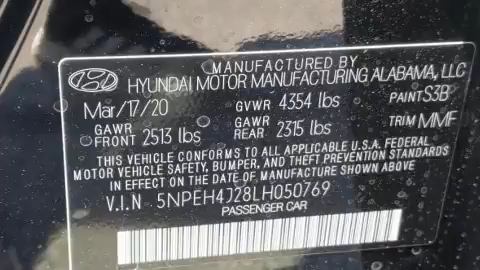 MANUFACTURED BY
HYUNDAI MOTOR MANUFACTURING ALABAMA, LLC
Mar/17/20 GVWR 4354 lbs PAINT S3B
GAWR FRONT 2513 lbs GAWR REAR 2315 lbs TRIM MMF
THIS VEHICLE CONFORMS TO ALL APPLICABLE U.S.A. FEDERAL
MOTOR VEHICLE SAFETY, BUMPER, AND THEFT PREVENTION STANDARDS
IN EFFECT ON THE DATE OF MANUFACTURE SHOWN ABOVE
V.I.N 5NPEH4J28LH050769
PASSENGER CAR